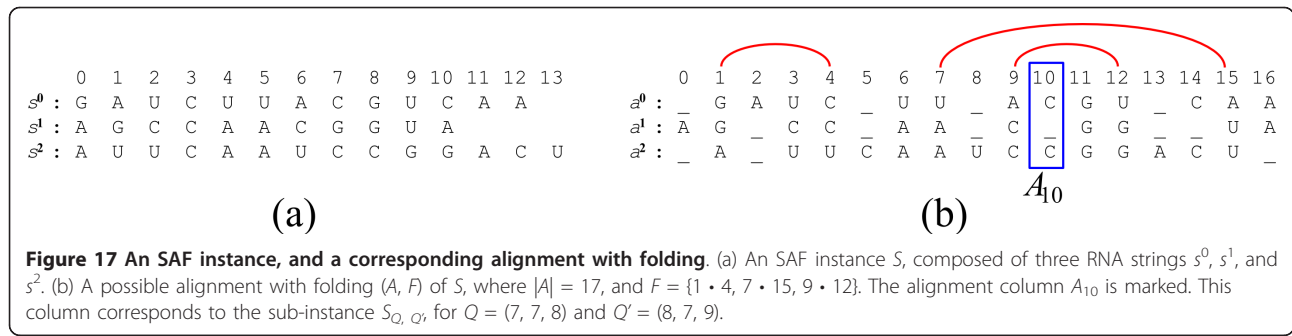 0 1 2 3 4 5 6 7 8 9 10 11 12 13
s⁰ : G A U C U U A C G U C A A
s¹ : A G C C A A C G G U A
s² : A U U C A A U C C G G A C U
(a)
0 1 2 3 4 5 6 7 8 9 10 11 12 13 14 15 16
a⁰ : _ G A U C _ U U _ A C G U _ C A A
a¹ : A G _ C C _ A A _ C _ G G _ _ U A
a² : _ A _ U U C A A U C C G G A C U _
A₁₀
(b)
Figure 17 An SAF instance, and a corresponding alignment with folding. (a) An SAF instance S, composed of three RNA strings s⁰, s¹, and
s². (b) A possible alignment with folding (A, F) of S, where |A| = 17, and F = {1 • 4, 7 • 15, 9 • 12}. The alignment column A₁₀ is marked. This
column corresponds to the sub-instance S_Q, Q', for Q = (7, 7, 8) and Q' = (8, 7, 9).